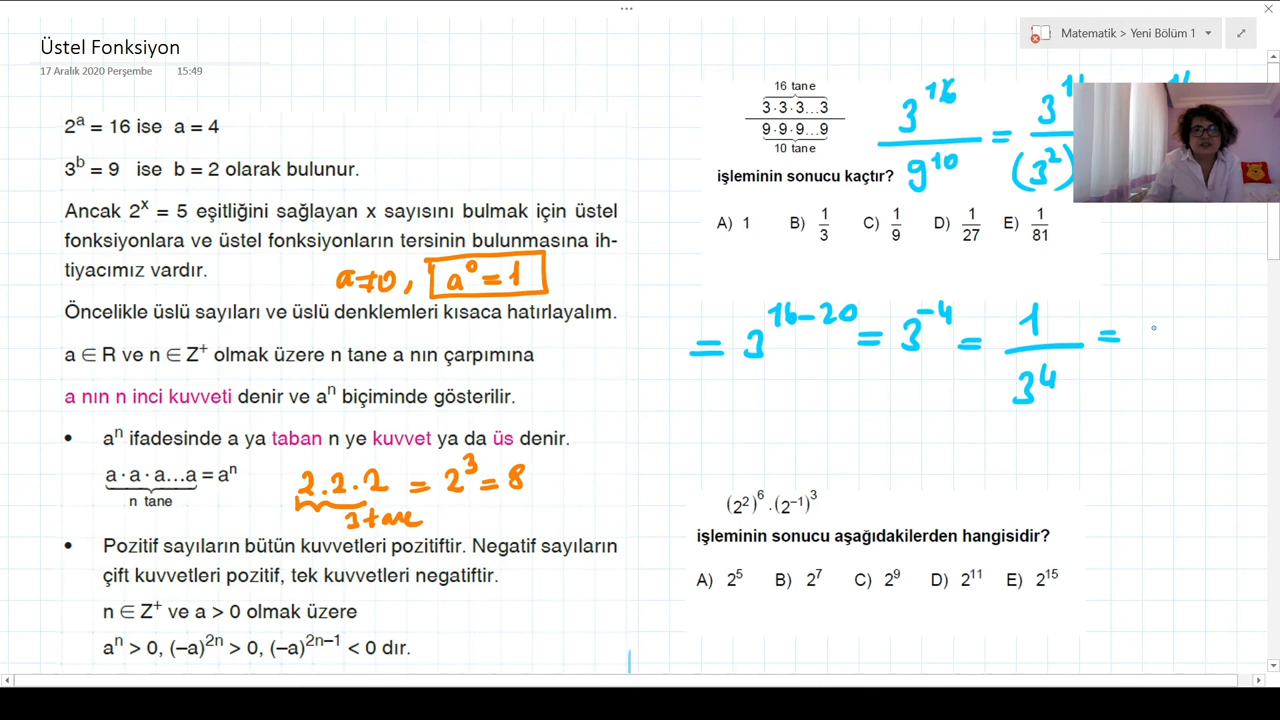 Üstel Fonksiyon
17 Aralık 2020 Perşembe 15:49
Matematik > Yeni Bölüm 1
2^a = 16 ise a = 4
3^b = 9 ise b = 2 olarak bulunur.
Ancak 2^x = 5 eşitliğini sağlayan x sayısını bulmak için üstel
fonksiyonlara ve üstel fonksiyonların tersinin bulunmasına ih-
tiyacımız vardır.
a≠0, a^0 = 1
Öncelikle üslü sayıları ve üslü denklemleri kısaca hatırlayalım.
a ∈ R ve n ∈ Z^+ olmak üzere n tane a nın çarpımına
a nın n inci kuvveti denir ve a^n biçiminde gösterilir.
• a^n ifadesinde a ya taban n ye kuvvet ya da üs denir.
a · a · a...a = a^n
n tane
2.2.2 = 2^3 = 8
3 tane
• Pozitif sayıların bütün kuvvetleri pozitiftir. Negatif sayıların
çift kuvvetleri pozitif, tek kuvvetleri negatiftir.
n ∈ Z^+ ve a > 0 olmak üzere
a^n > 0, (–a)^2n > 0, (–a)^2n–1 < 0 dır.
16 tane
3·3·3...3
9·9·9...9
10 tane
3^16 / 9^10 = 3^1 / (3^2)
işleminin sonucu kaçtır?
A) 1 B) 1/3 C) 1/9 D) 1/27 E) 1/81
= 3^16-20 = 3^-4 = 1/3^4 =
(2^2)^6 .(2^–1)^3
işleminin sonucu aşağıdakilerden hangisidir?
A) 2^5 B) 2^7 C) 2^9 D) 2^11 E) 2^15